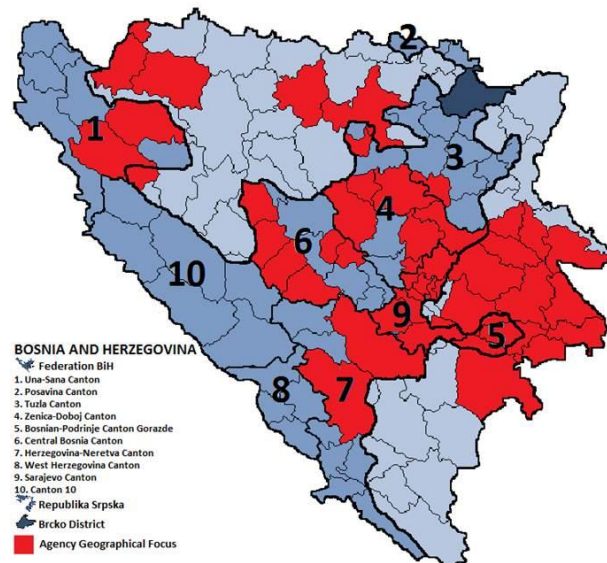 2
1
3
4
6
10
9
5
8
7
BOSNIA AND HERZEGOVINA
Federation BiH
1. Una-Sana Canton
2. Posavina Canton
3. Tuzla Canton
4. Zenica-Doboj Canton
5. Bosnian-Podrinje Canton Gorazde
6. Central Bosnia Canton
7. Herzegovina-Neretva Canton
8. West Herzegovina Canton
9. Sarajevo Canton
10. Canton 10
Republika Srpska
Brcko District
Agency Geographical Focus